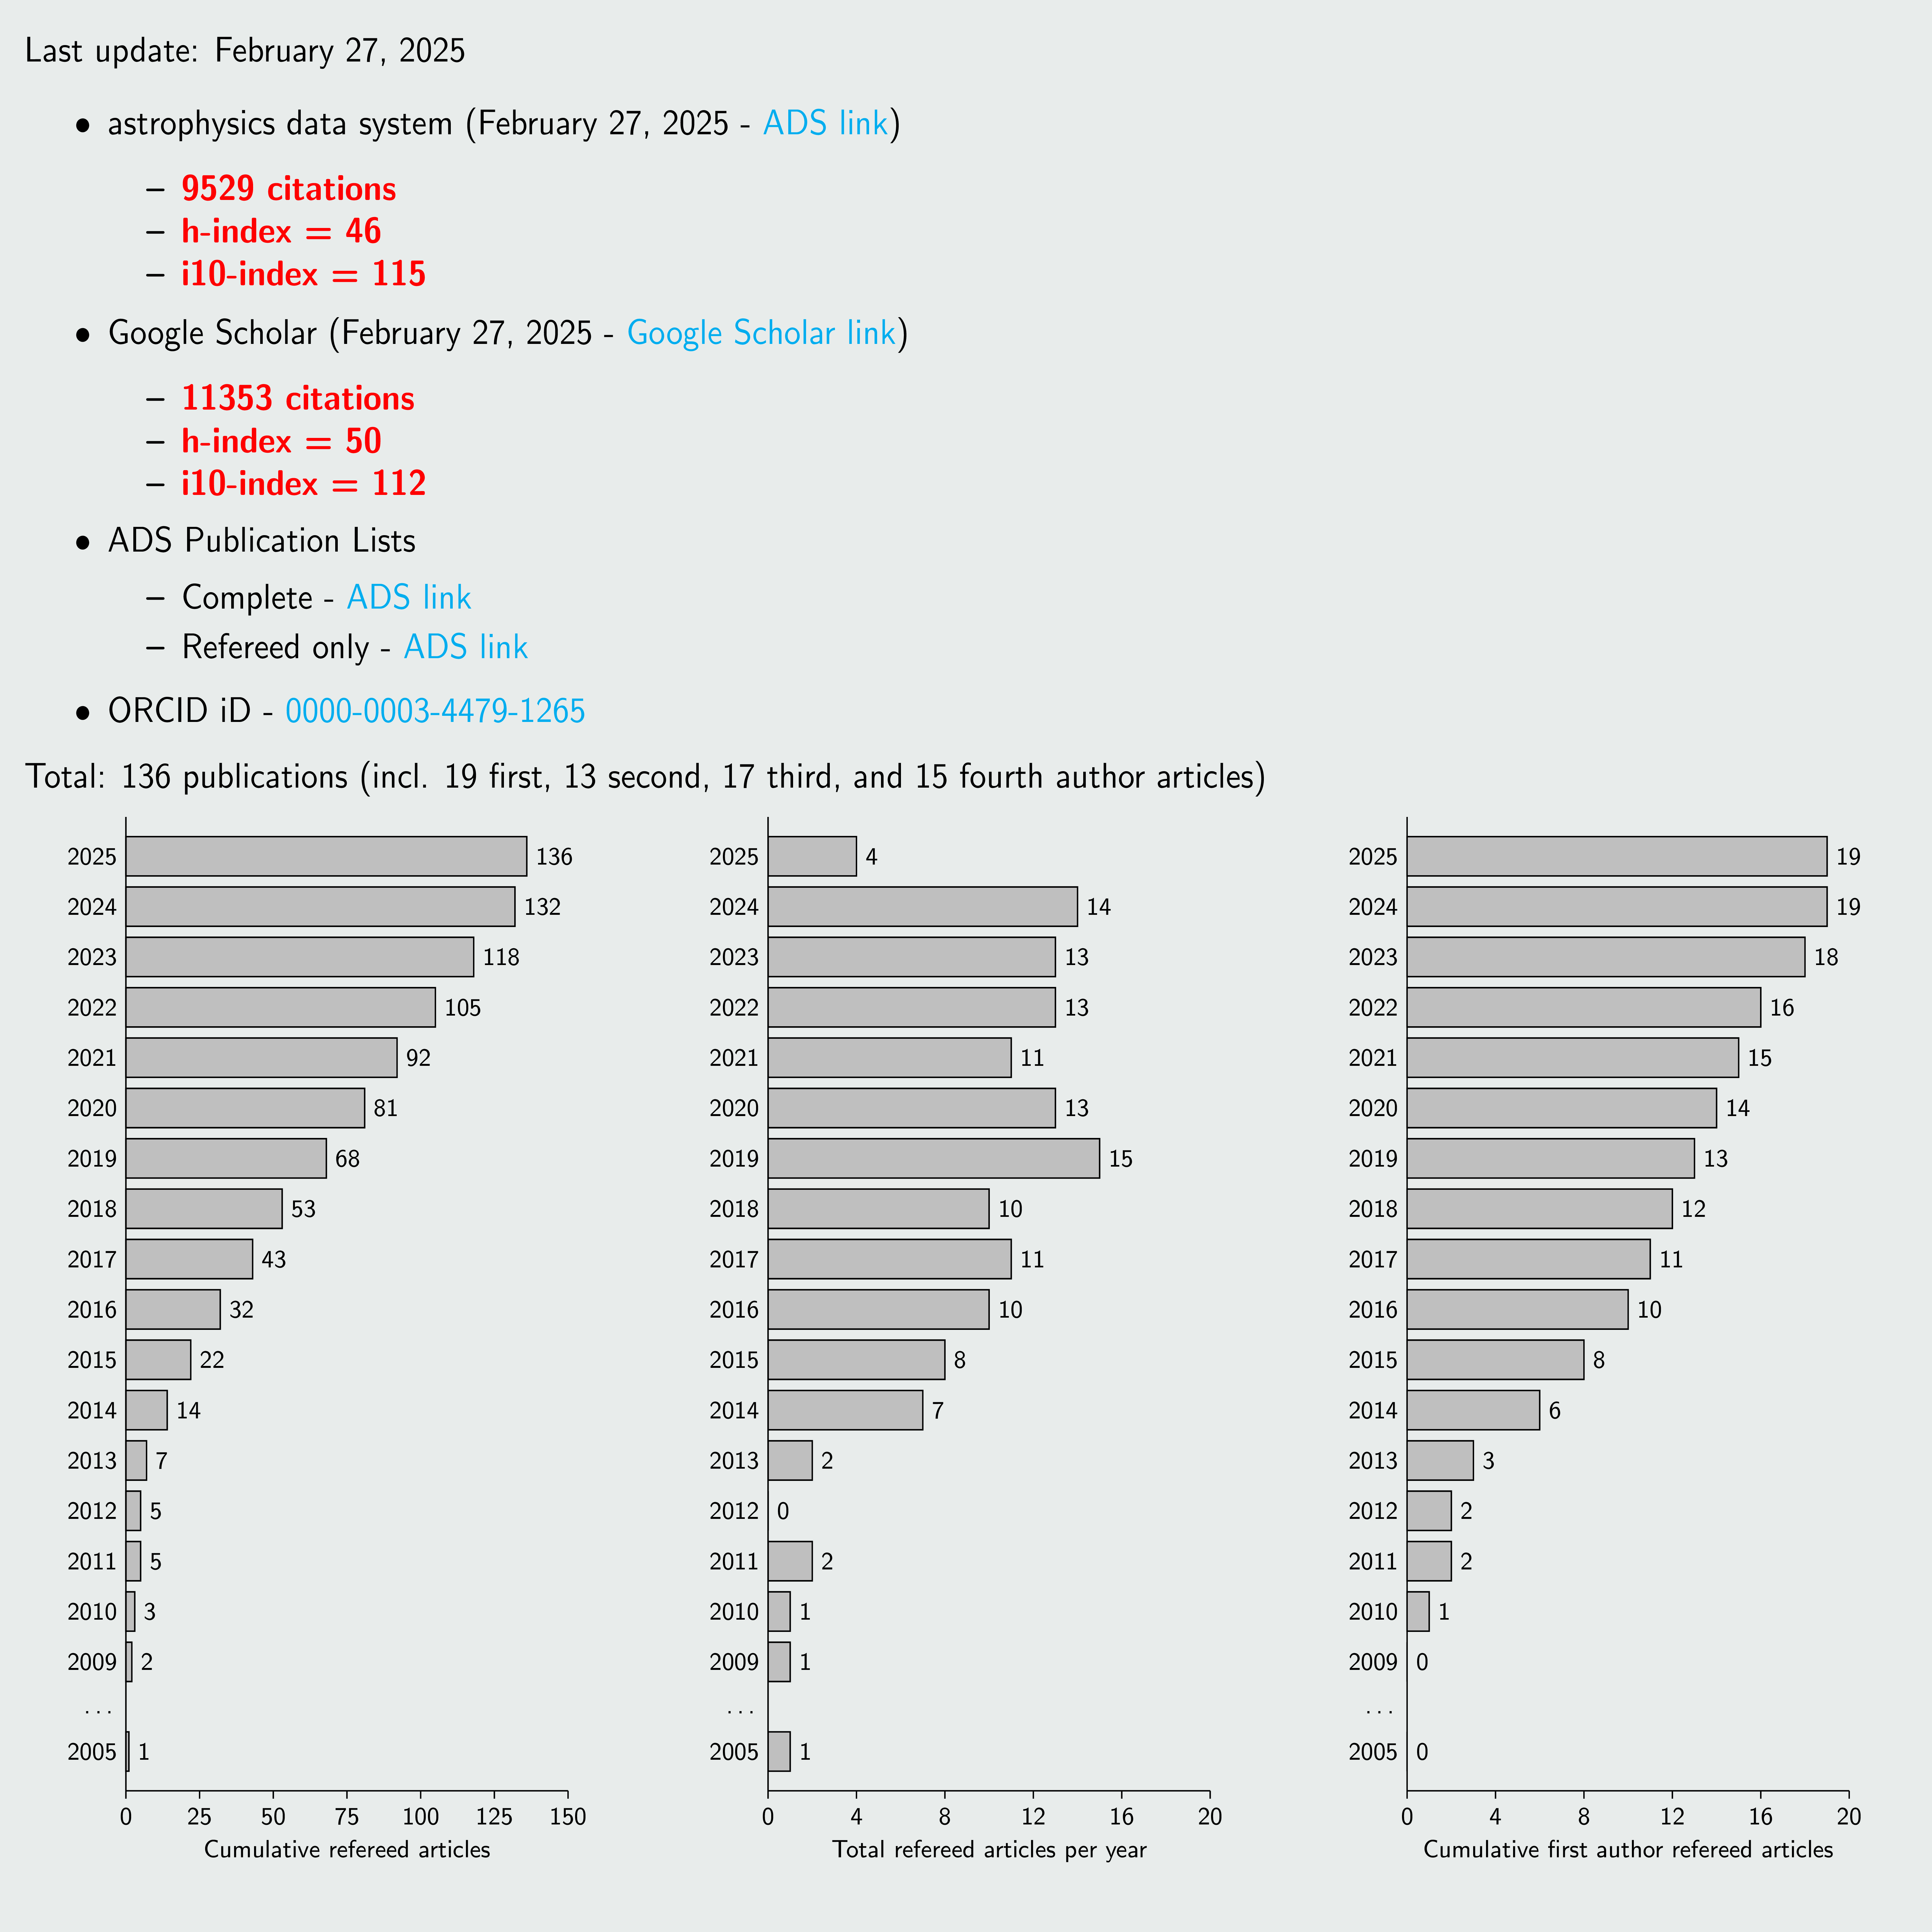 Last update: February 27, 2025
• astrophysics data system (February 27, 2025 - ADS link)
– 9529 citations
– h-index = 46
– i10-index = 115
• Google Scholar (February 27, 2025 - Google Scholar link)
– 11353 citations
– h-index = 50
– i10-index = 112
• ADS Publication Lists
– Complete - ADS link
– Refereed only - ADS link
• ORCID iD - 0000-0003-4479-1265
Total: 136 publications (incl. 19 first, 13 second, 17 third, and 15 fourth author articles)
2025 136
2024 132
2023 118
2022 105
2021 92
2020 81
2019 68
2018 53
2017 43
2016 32
2015 22
2014 14
2013 7
2012 5
2011 5
2010 3
2009 2
...
2005 1
0 25 50 75 100 125 150
Cumulative refereed articles
2025 4
2024 14
2023 13
2022 13
2021 11
2020 13
2019 15
2018 10
2017 11
2016 10
2015 8
2014 7
2013 2
2012 0
2011 2
2010 1
2009 1
...
2005 1
0 4 8 12 16 20
Total refereed articles per year
2025 19
2024 19
2023 18
2022 16
2021 15
2020 14
2019 13
2018 12
2017 11
2016 10
2015 8
2014 6
2013 3
2012 2
2011 2
2010 1
2009 0
...
2005 0
0 4 8 12 16 20
Cumulative first author refereed articles